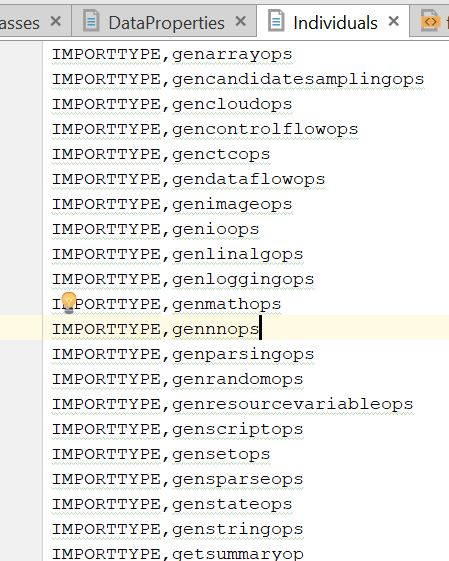 asses DataProperties Individuals
IMPORTTYPE,genarrayops
IMPORTTYPE,gencandidatesamplingops
IMPORTTYPE,gencloudops
IMPORTTYPE,gencontrolflowops
IMPORTTYPE,genctcops
IMPORTTYPE,gendataflowops
IMPORTTYPE,genimageops
IMPORTTYPE,genioops
IMPORTTYPE,genlinalgops
IMPORTTYPE,genloggingops
IMPORTTYPE,genmathops
IMPORTTYPE,gennnops
IMPORTTYPE,genparsingops
IMPORTTYPE,genrandomops
IMPORTTYPE,genresourcevariableops
IMPORTTYPE,genscriptops
IMPORTTYPE,gensetops
IMPORTTYPE,gensparseops
IMPORTTYPE,genstateops
IMPORTTYPE,genstringops
IMPORTTYPE,getsummaryop